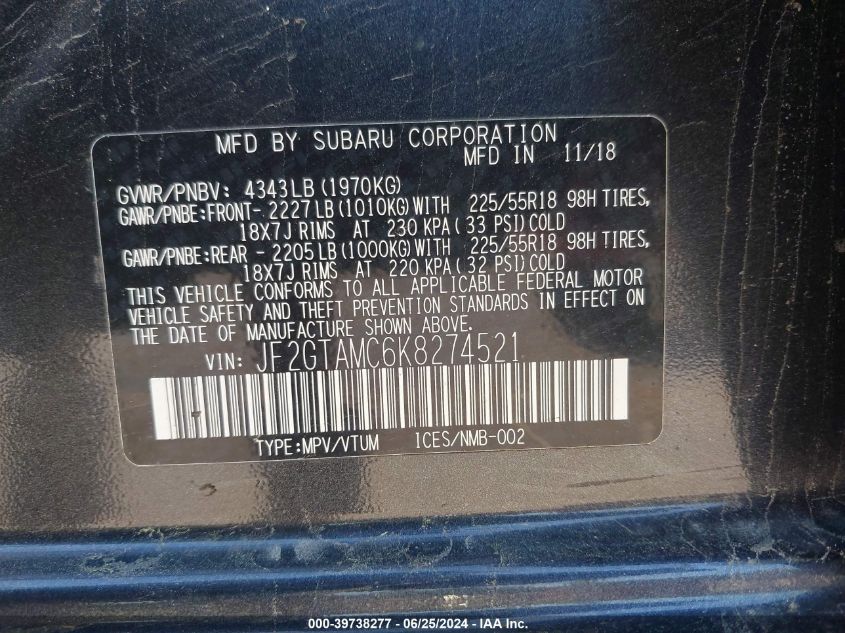 MFD BY SUBARU CORPORATION
MFD IN 11/18
GVWR/PNBV: 4343LB (1970KG)
GAWR/PNBE:FRONT- 2227LB (1010KG) WITH 225/55R18 98H TIRES,
18X7J RIMS AT 230 KPA ( 33 PSI) COLD
GAWR/PNBE:REAR - 2205LB (1000KG) WITH 225/55R18 98H TIRES,
18X7J RIMS AT 220 KPA ( 32 PSI) COLD
THIS VEHICLE CONFORMS TO ALL APPLICABLE FEDERAL MOTOR
VEHICLE SAFETY AND THEFT PREVENTION STANDARDS IN EFFECT ON
THE DATE OF MANUFACTURE SHOWN ABOVE.
VIN: JF2GTAMC6K8274521
TYPE:MPV/VTUM ICES/NMB-002
000-39738277 - 06/25/2024 - IAA Inc.